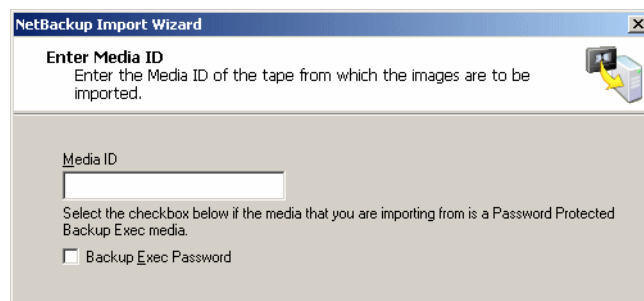 NetBackup Import Wizard
Enter Media ID
Enter the Media ID of the tape from which the images are to be
imported.
Media ID
Select the checkbox below if the media that you are importing from is a Password Protected
Backup Exec media.
Backup Exec Password